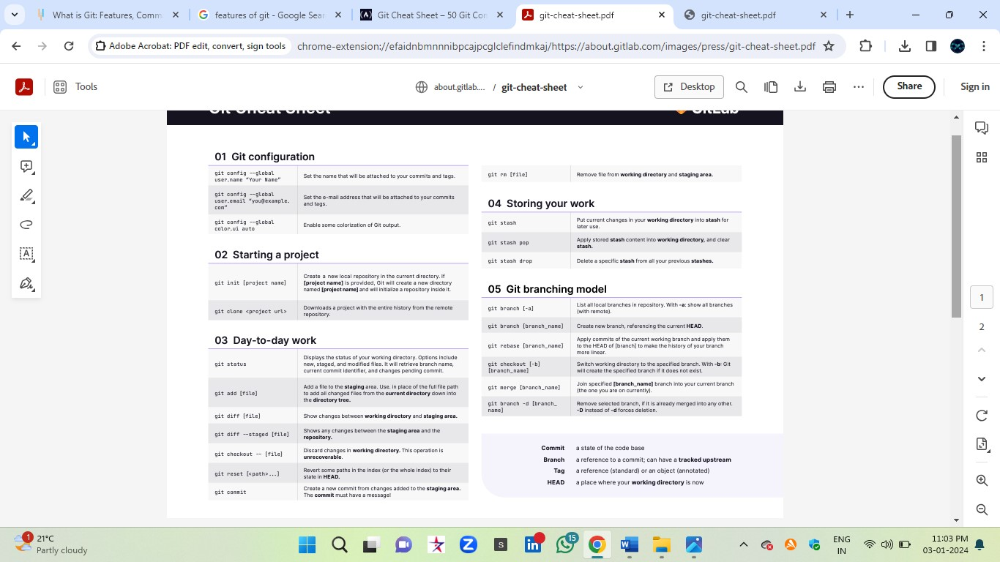 What is Git: Features, Comm
features of git - Google Sear
Git Cheat Sheet – 50 Git Con
git-cheat-sheet.pdf
git-cheat-sheet.pdf
Adobe Acrobat: PDF edit, convert, sign tools
chrome-extension://efaidnbmnnnibpcajpcglclefindmkaj/https://about.gitlab.com/images/press/git-cheat-sheet.pdf
Tools
about.gitlab.... / git-cheat-sheet
Desktop
Share
Sign in
Git Cheat Sheet
GitLab
01 Git configuration
git config --global
user.name “Your Name”
Set the name that will be attached to your commits and tags.
git config --global
user.email “you@example.
com”
Set the e-mail address that will be attached to your commits
and tags.
git config --global
color.ui auto
Enable some colorization of Git output.
02 Starting a project
git init [project name]
Create a new local repository in the current directory. If
[project name] is provided, Git will create a new directory
named [project name] and will initialize a repository inside it.
git clone <project url>
Downloads a project with the entire history from the remote
repository.
03 Day-to-day work
git status
Displays the status of your working directory. Options include
new, staged, and modified files. It will retrieve branch name,
current commit identifier, and changes pending commit.
git add [file]
Add a file to the staging area. Use. in place of the full file path
to add all changed files from the current directory down into
the directory tree.
git diff [file]
Show changes between working directory and staging area.
git diff --staged [file]
Shows any changes between the staging area and the
repository.
git checkout -- [file]
Discard changes in working directory. This operation is
unrecoverable.
git reset [<path>...]
Revert some paths in the index (or the whole index) to their
state in HEAD.
git commit
Create a new commit from changes added to the staging area.
The commit must have a message!
git rm [file]
Remove file from working directory and staging area.
04 Storing your work
git stash
Put current changes in your working directory into stash for
later use.
git stash pop
Apply stored stash content into working directory, and clear
stash.
git stash drop
Delete a specific stash from all your previous stashes.
05 Git branching model
git branch [-a]
List all local branches in repository. With -a: show all branches
(with remote).
git branch [branch_name]
Create new branch, referencing the current HEAD.
git rebase [branch_name]
Apply commits of the current working branch and apply them
to the HEAD of [branch] to make the history of your branch
more linear.
git checkout [-b]
[branch_name]
Switch working directory to the specified branch. With -b: Git
will create the specified branch if it does not exist.
git merge [branch_name]
Join specified [branch_name] branch into your current branch
(the one you are on currently).
git branch -d [branch_
name]
Remove selected branch, if it is already merged into any other.
-D instead of -d forces deletion.
Commit a state of the code base
Branch a reference to a commit; can have a tracked upstream
Tag a reference (standard) or an object (annotated)
HEAD a place where your working directory is now
1
2
1
21°C
Partly cloudy
Z
S
15
W
ENG
IN
11:03 PM
03-01-2024